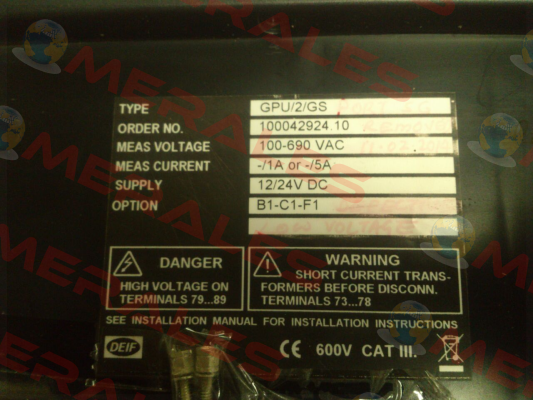 TYPE GPU/2/GS
ORDER NO. 100042924.10
MEAS VOLTAGE 100-690 VAC
MEAS CURRENT -/1A or -/5A
SUPPLY 12/24V DC
OPTION B1-C1-F1
DANGER
HIGH VOLTAGE ON
TERMINALS 79...89
WARNING
SHORT CURRENT TRANS-
FORMERS BEFORE DISCONN.
TERMINALS 73...78
SEE INSTALLATION MANUAL FOR INSTALLATION INSTRUCTIONS
DEIF
CE 600V CAT III.
MERALES